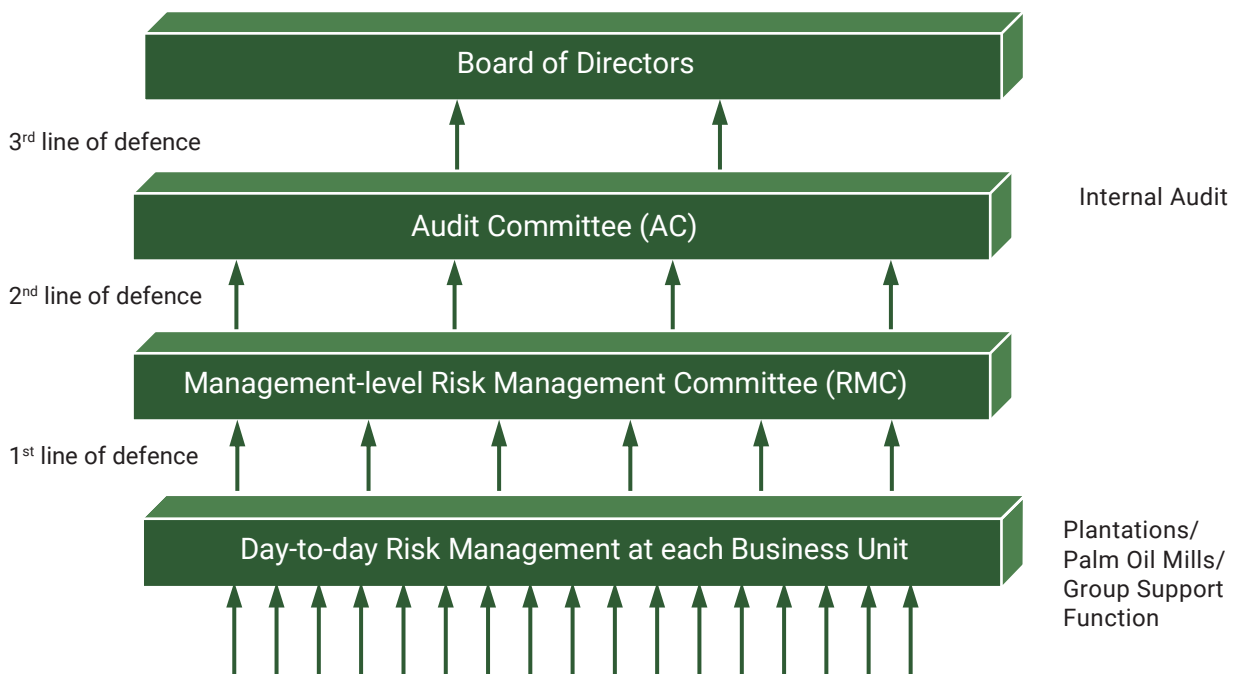 Board of Directors
3rd line of defence
Internal Audit
Audit Committee (AC)
2nd line of defence
Management-level Risk Management Committee (RMC)
1st line of defence
Day-to-day Risk Management at each Business Unit
Plantations/
Palm Oil Mills/
Group Support
Function